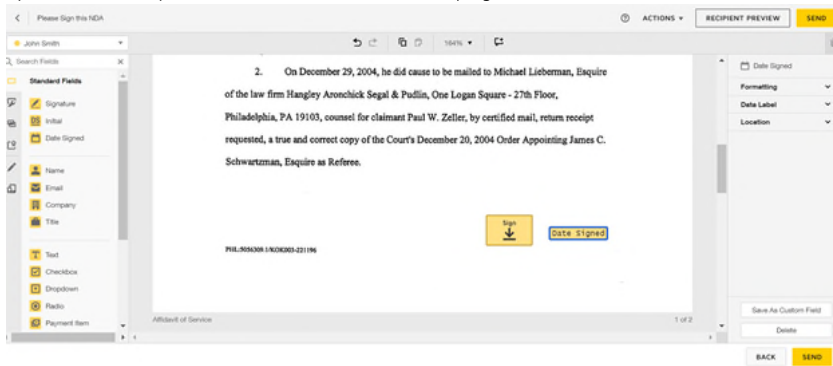 Please Sign this NDA
ACTIONS
RECIPIENT PREVIEW
SEND
John Smith
164%
Search Fields
Standard Fields
Signature
Initial
Date Signed
Name
Email
Company
Title
Text
Checkbox
Dropdown
Radio
Payment Item
2. On December 29, 2004, he did cause to be mailed to Michael Lieberman, Esquire
of the law firm Hangley Aronchick Segal & Pudlin, One Logan Square - 27th Floor,
Philadelphia, PA 19103, counsel for claimant Paul W. Zeller, by certified mail, return receipt
requested, a true and correct copy of the Court's December 20, 2004 Order Appointing James C.
Schwartzman, Esquire as Referee.
Sign
Date Signed
Affidavit of Service
1 of 2
Date Signed
Formatting
Data Label
Location
Save As Custom Field
Delete
BACK
SEND